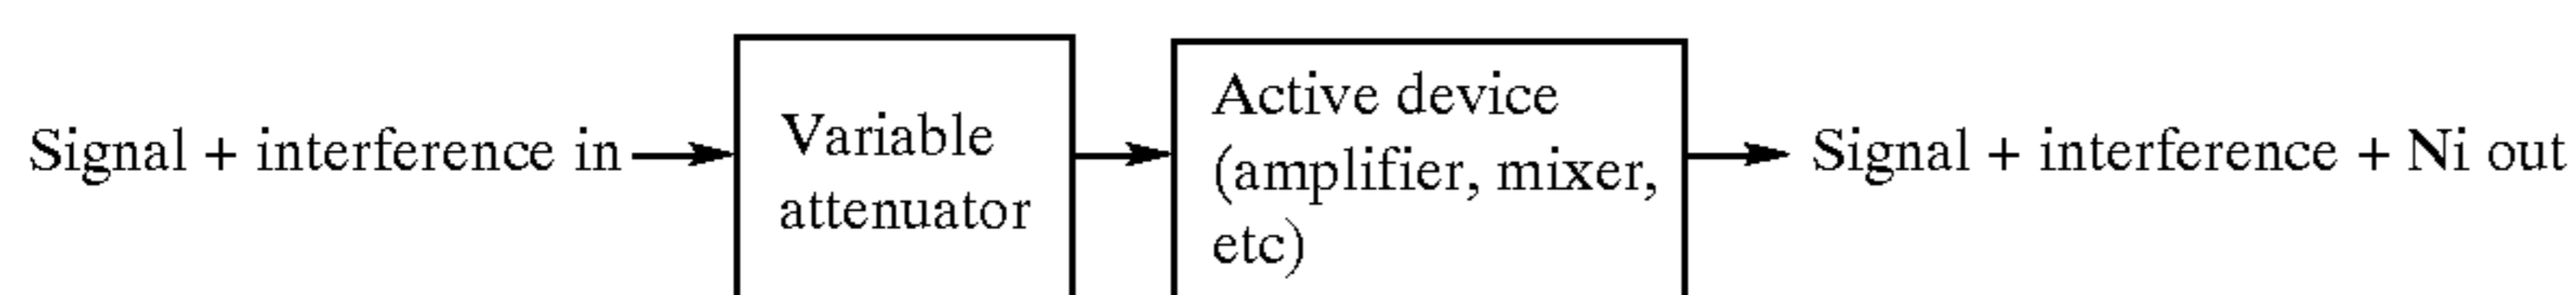 Signal + interference in
Variable
attenuator
Active device
(amplifier, mixer,
etc)
Signal + interference + Ni out